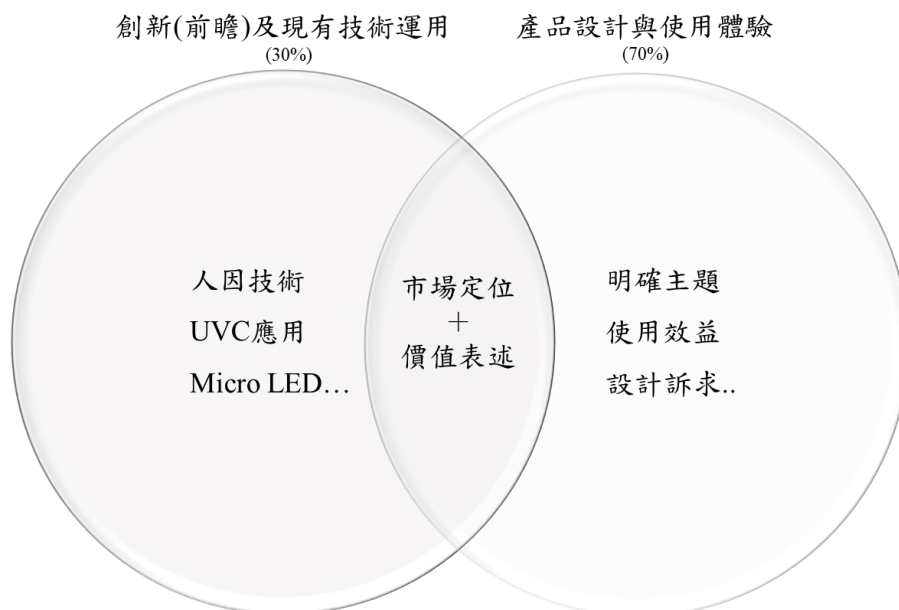 創新(前瞻)及現有技術運用
(30%)
產品設計與使用體驗
(70%)
人因技術
UVC應用
Micro LED…
市場定位
+
價值表述
明確主題
使用效益
設計訴求..